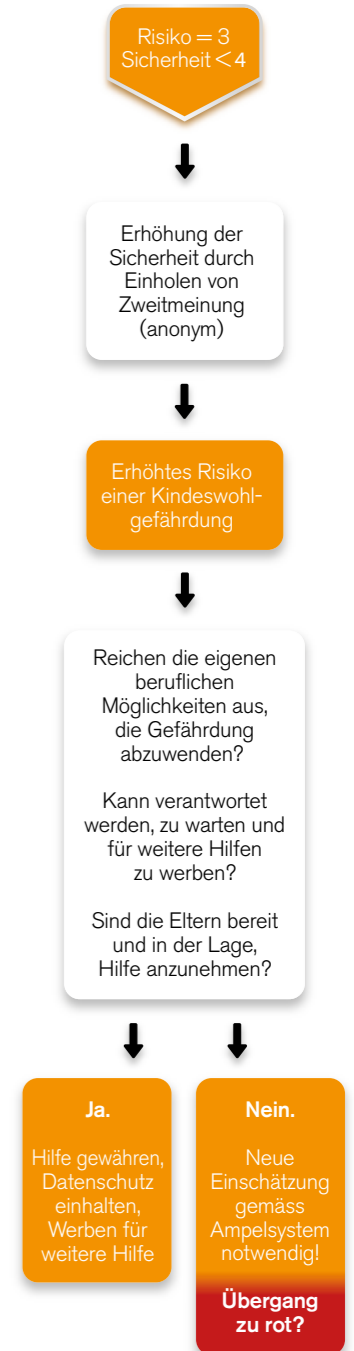 Risiko = 3
Sicherheit < 4
Erhöhung der
Sicherheit durch
Einholen von
Zweitmeinung
(anonym)
Erhöhtes Risiko
einer Kindeswohl-
gefährdung
Reichen die eigenen
beruflichen
Möglichkeiten aus,
die Gefährdung
abzuwenden?
Kann verantwortet
werden, zu warten und
für weitere Hilfen
zu werben?
Sind die Eltern bereit
und in der Lage,
Hilfe anzunehmen?
Ja.
Hilfe gewähren,
Datenschutz
einhalten,
Werben für
weitere Hilfe
Nein.
Neue
Einschätzung
gemäss
Ampelsystem
notwendig!
Übergang
zu rot?